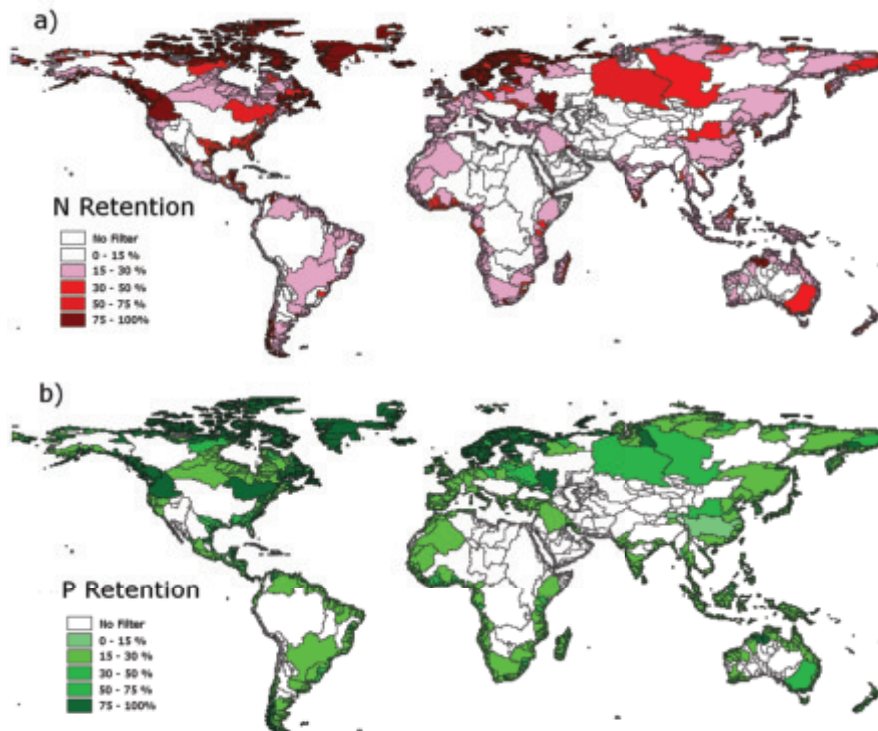 a)
N Retention
No Filter
0 - 15 %
15 - 30 %
30 - 50 %
50 - 75 %
75 - 100%
b)
P Retention
No Filter
0 - 15 %
15 - 30 %
30 - 50 %
50 - 75 %
75 - 100%